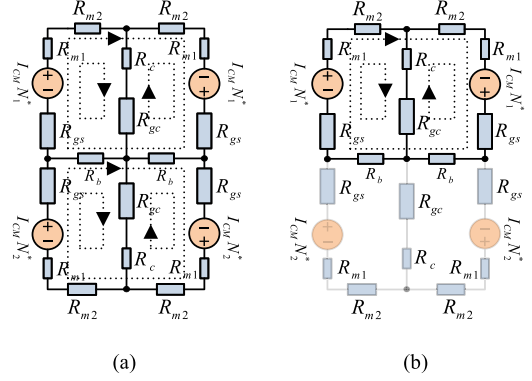 R_{m2} R_{m2} R_{m2} R_{m2}
R_{m1} R_c R_{m1} R_{m1} R_c R_{m1}
+ − − + + − − +
I_{CM} N_1^* I_{CM} N_1^* I_{CM} N_1^* I_{CM} N_1^*
R_{gs} R_{gc} R_{gs} R_{gs} R_{gc} R_{gs}
R_b R_b R_b R_b
R_{gs} R_{gc} R_{gs} R_{gs} R_{gc} R_{gs}
+ − − + + − − +
I_{CM} N_2^* I_{CM} N_2^* I_{CM} N_2^* I_{CM} N_2^*
R_{m1} R_c R_{m1} R_{m1} R_c R_{m1}
R_{m2} R_{m2} R_{m2} R_{m2}
(a) (b)